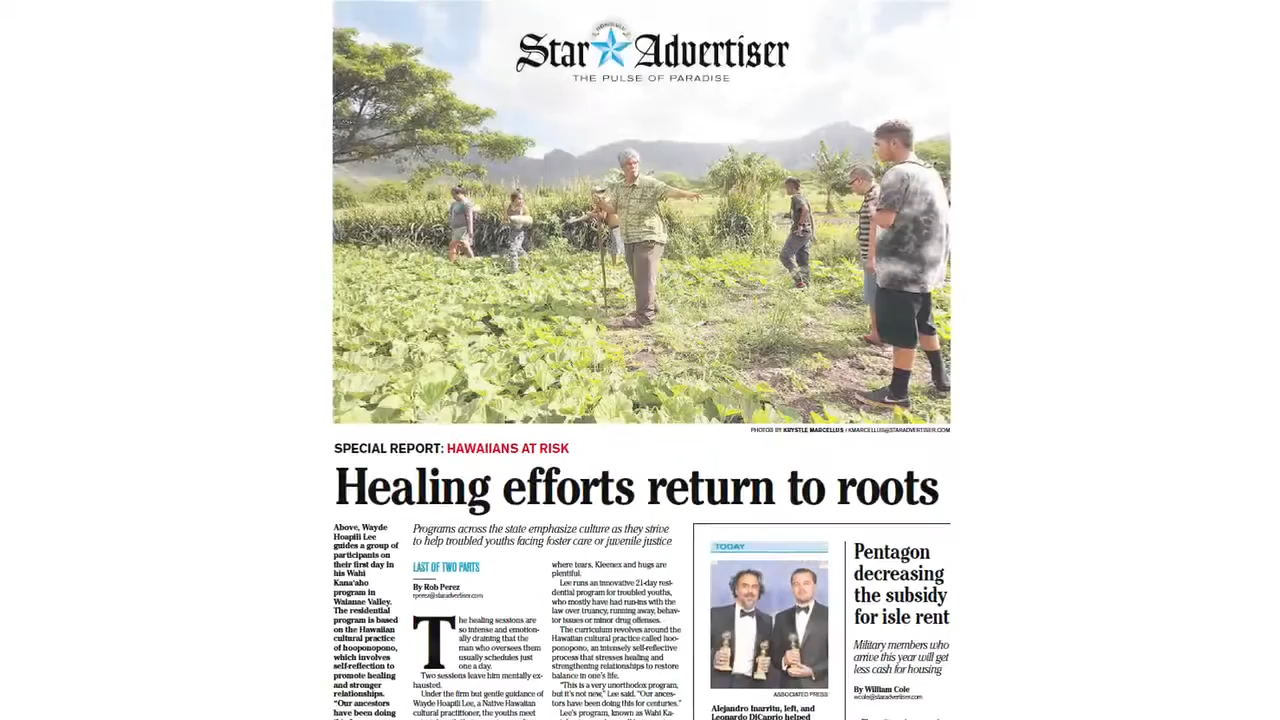 HONOLULU
Star Advertiser
THE PULSE OF PARADISE
PHOTOS BY KRYSTLE MARCELLUS / KMARCELLUS@STARADVERTISER.COM
SPECIAL REPORT: HAWAIIANS AT RISK
Healing efforts return to roots
Above, Wayde
Hoapili Lee
guides a group of
participants on
their first day in
his Wahi
Kana'aho
program in
Waianae Valley.
The residential
program is based
on the Hawaiian
cultural practice
of hooponopono,
which involves
self-reflection to
promote healing
and stronger
relationships.
"Our ancestors
have been doing
Programs across the state emphasize culture as they strive
to help troubled youths facing foster care or juvenile justice
LAST OF TWO PARTS
By Rob Perez
rperez@staradvertiser.com
The healing sessions are
so intense and emotion-
ally draining that the
man who oversees them
usually schedules just
one a day.
Two sessions leave him mentally ex-
hausted.
Under the firm but gentle guidance of
Wayde Hoapili Lee, a Native Hawaiian
cultural practitioner, the youths meet
where tears, Kleenex and hugs are
plentiful.
Lee runs an innovative 21-day resi-
dential program for troubled youths,
who mostly have had run-ins with the
law over truancy, running away, behav-
ior issues or minor drug offenses.
The curriculum revolves around the
Hawaiian cultural practice called hoo-
ponopono, an intensely self-reflective
process that stresses healing and
strengthening relationships to restore
balance in one's life.
"This is a very unorthodox program,
but it's not new," Lee said. "Our ances-
tors have been doing this for centuries."
Lee's program, known as Wahi Ka-
TODAY
ASSOCIATED PRESS
Alejandro Inarritu, left, and
Leonardo DiCaprio helped
Pentagon
decreasing
the subsidy
for isle rent
Military members who
arrive this year will get
less cash for housing
By William Cole
wcole@staradvertiser.com